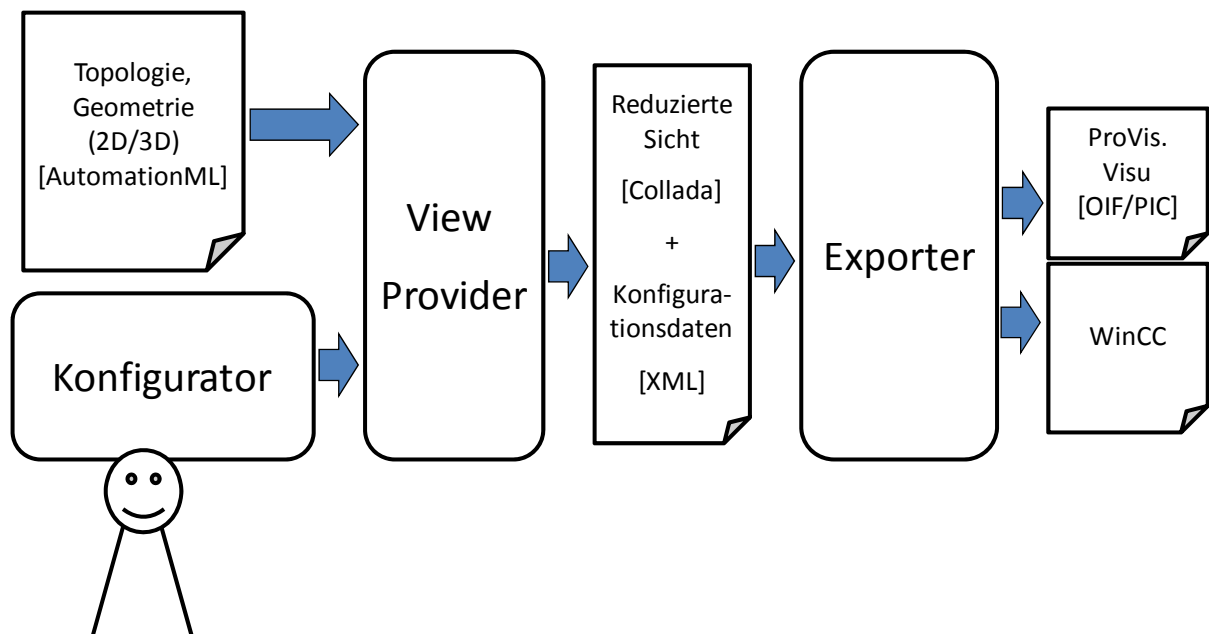 Topologie,
Geometrie
(2D/3D)
[AutomationML]
Konfigurator
View
Provider
Reduzierte
Sicht
[Collada]
+
Konfigura-
tionsdaten
[XML]
Exporter
ProVis.
Visu
[OIF/PIC]
WinCC